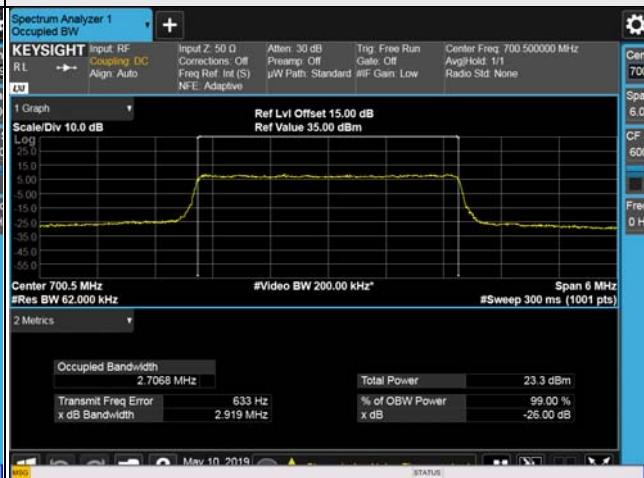 Spectrum Analyzer 1
Occupied BW
+
KEYSIGHT
RL
Input: RF
Coupling: DC
Align: Auto
Input Z: 50 Ω
Corrections: Off
Freq Ref: Int (S)
NFE: Adaptive
Atten: 30 dB
Preamp: Off
µW Path: Standard
Trig: Free Run
Gate: Off
#IF Gain: Low
Center Freq: 700.500000 MHz
Avg|Hold: 1/1
Radio Std: None
1 Graph
Scale/Div 10.0 dB
Ref Lvl Offset 15.00 dB
Ref Value 35.00 dBm
Log
25.0
15.0
5.00
-5.00
-15.0
-25.0
-35.0
-45.0
-55.0
Center 700.5 MHz
#Res BW 62.000 kHz
#Video BW 200.00 kHz*
Span 6 MHz
#Sweep 300 ms (1001 pts)
2 Metrics
Occupied Bandwidth
2.7068 MHz
Transmit Freq Error 633 Hz
x dB Bandwidth 2.919 MHz
Total Power 23.3 dBm
% of OBW Power 99.00 %
x dB -26.00 dB
May 10, 2019
MSG
STATUS